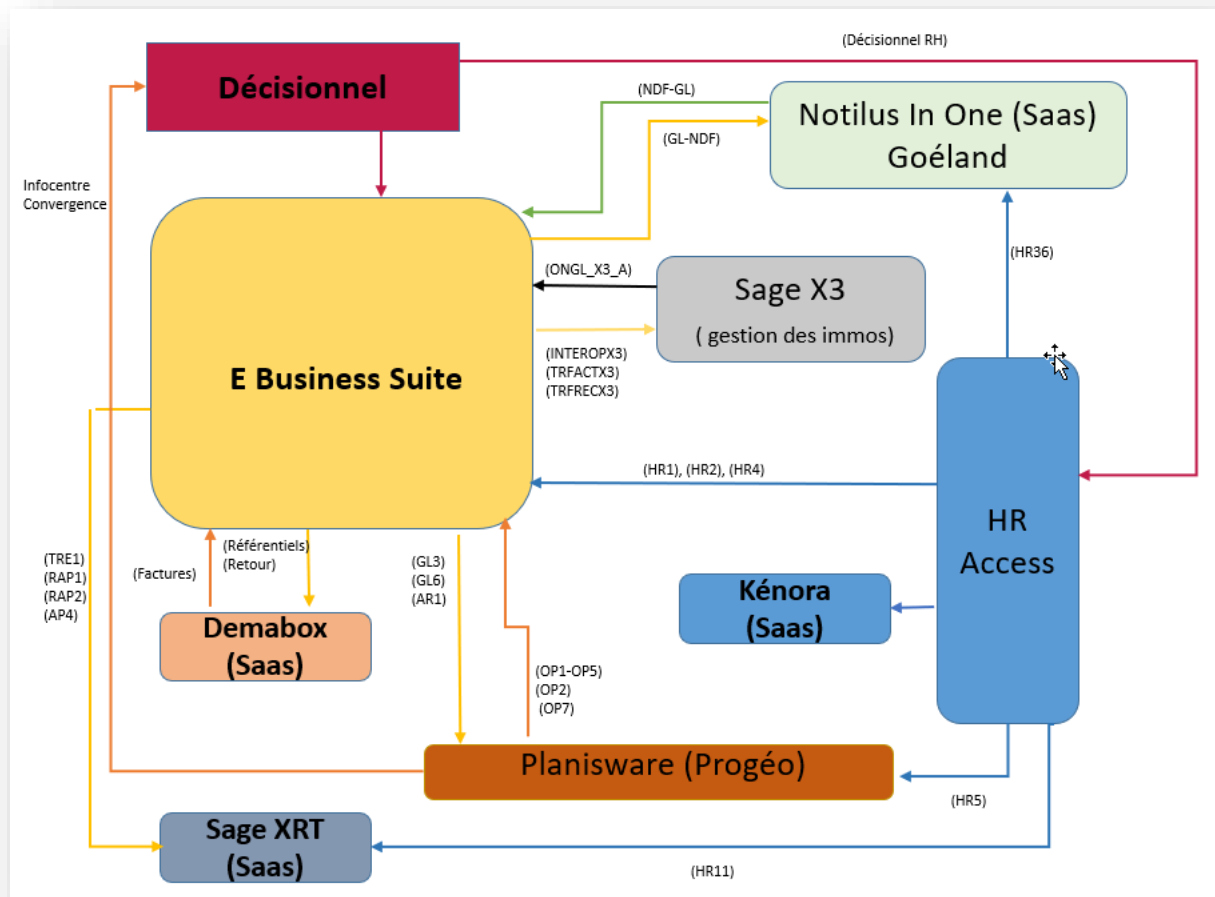 (Décisionnel RH)
Décisionnel
(NDF-GL)
Notilus In One (Saas)
Goéland
(GL-NDF)
Infocentre
Convergence
(HR36)
(ONGL_X3_A)
Sage X3
( gestion des immos)
E Business Suite
(INTEROPX3)
(TRFACTX3)
(TRFRECX3)
(HR1), (HR2), (HR4)
HR
Access
(TRE1)
(RAP1)
(RAP2)
(AP4)
(Factures)
(Référentiels)
(Retour)
(GL3)
(GL6)
(AR1)
Kénora
(Saas)
Demabox
(Saas)
(OP1-OP5)
(OP2)
(OP7)
Planisware (Progéo)
(HR5)
Sage XRT
(Saas)
(HR11)